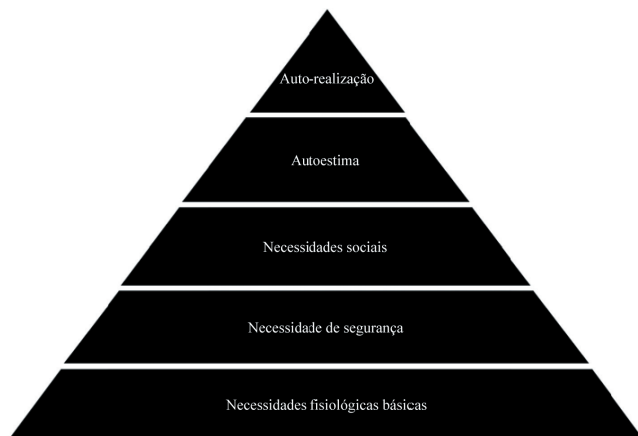 Auto-realização
Autoestima
Necessidades sociais
Necessidade de segurança
Necessidades fisiológicas básicas